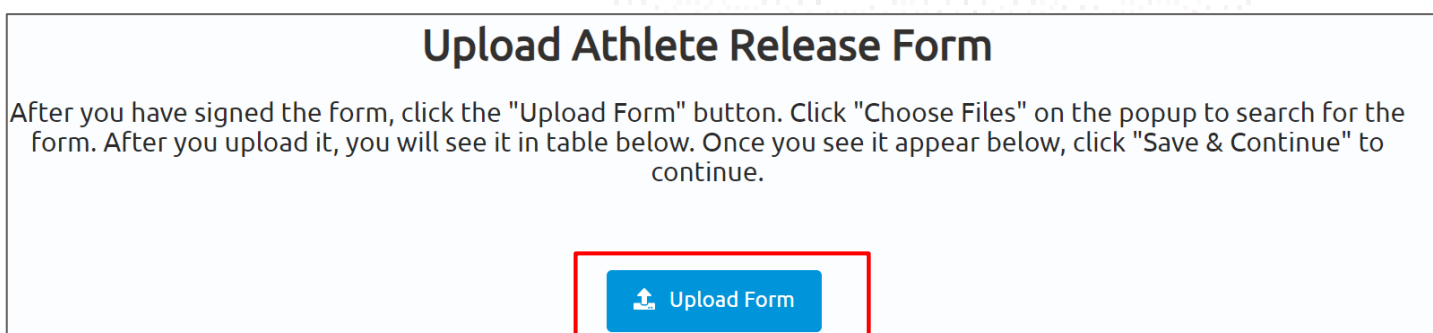 Upload Athlete Release Form
After you have signed the form, click the "Upload Form" button. Click "Choose Files" on the popup to search for the
form. After you upload it, you will see it in table below. Once you see it appear below, click "Save & Continue" to
continue.
Upload Form